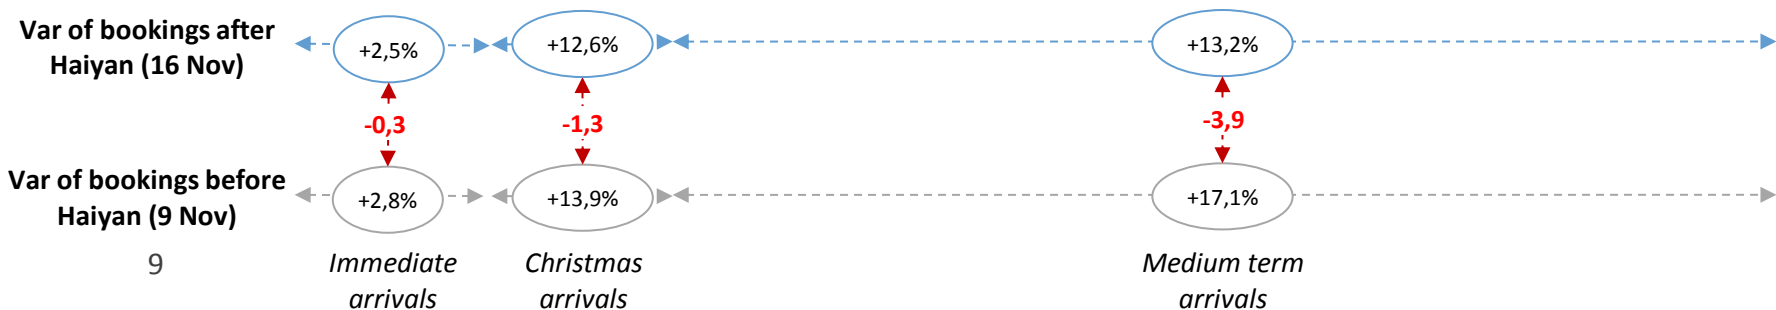 Var of bookings after
Haiyan (16 Nov)
+2,5%
+12,6%
+13,2%
-0,3
-1,3
-3,9
Var of bookings before
Haiyan (9 Nov)
+2,8%
+13,9%
+17,1%
9
Immediate
arrivals
Christmas
arrivals
Medium term
arrivals